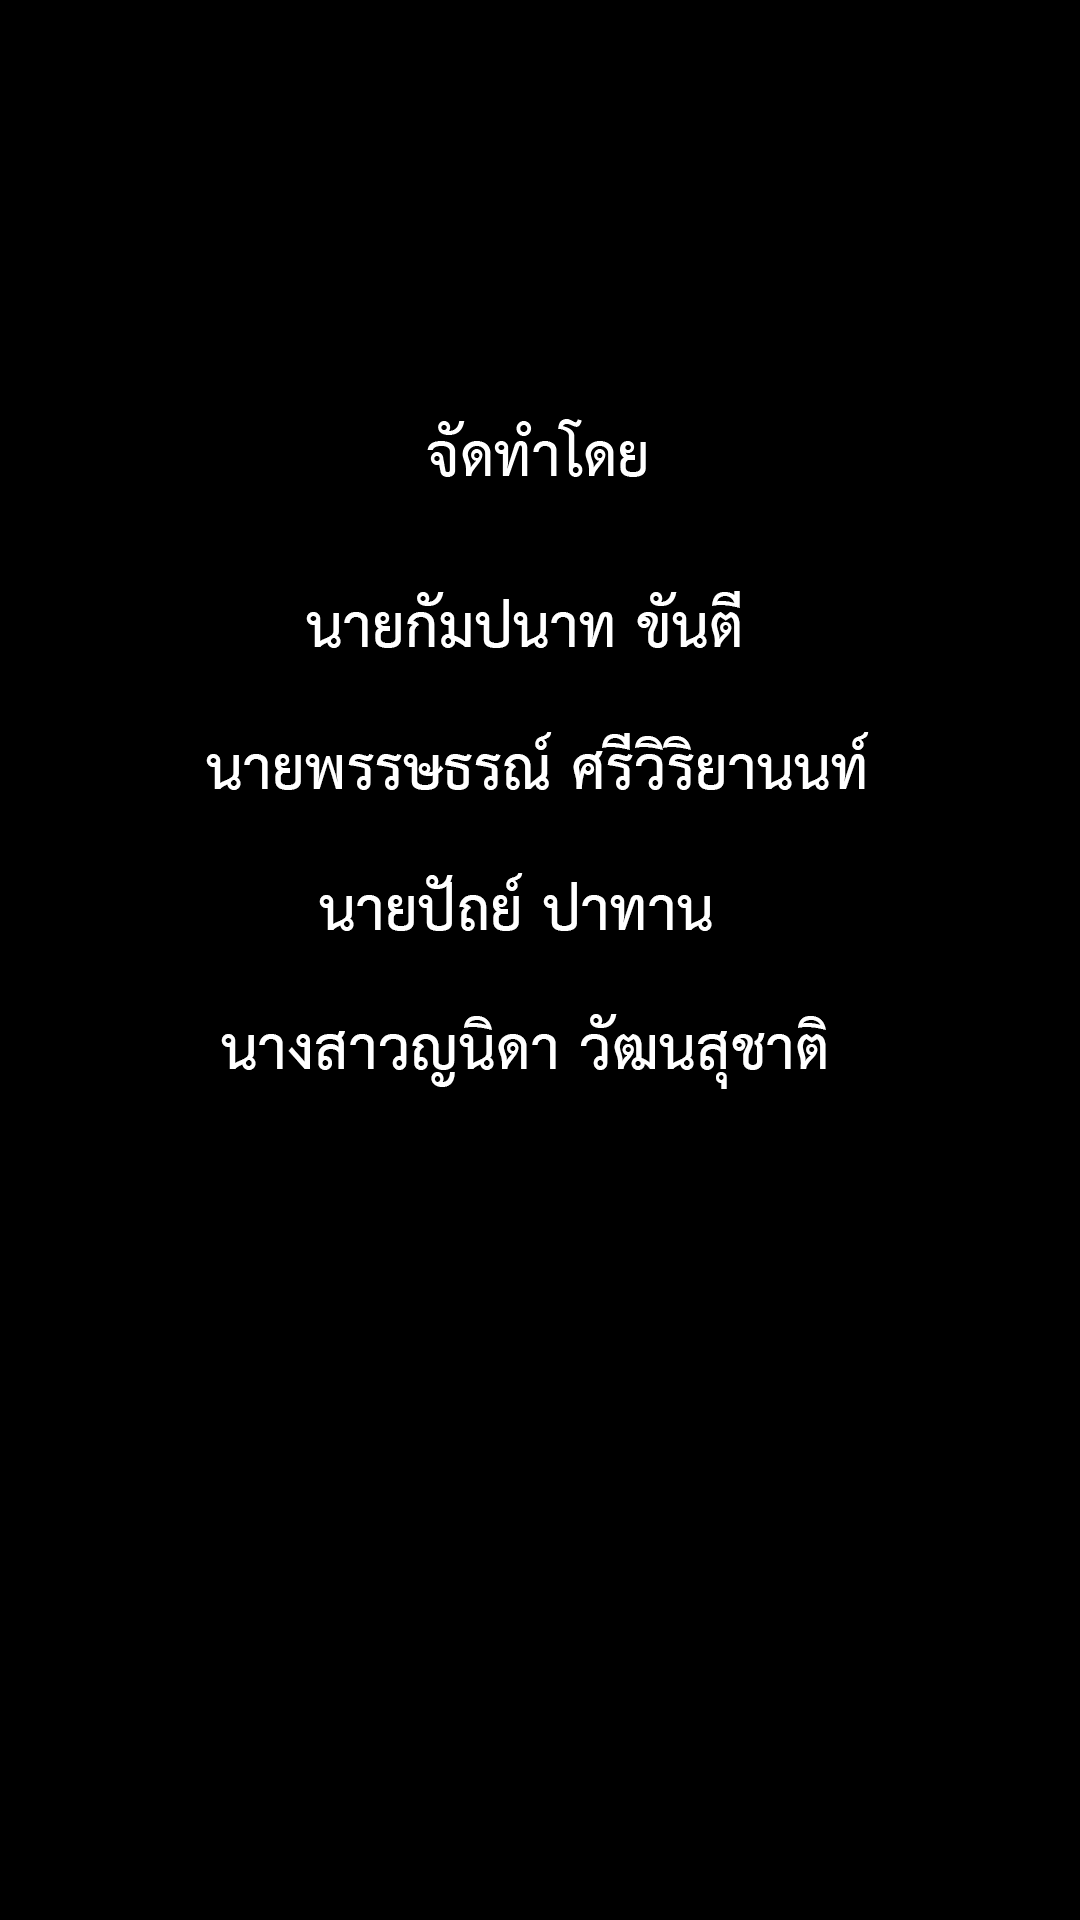 จัดทำโดย
นายกัมปนาท ขันตี
นายพรรษธรณ์ ศรีวิริยานนท์
นายปัถย์ ปาทาน
นางสาวญนิดา วัฒนสุชาติ